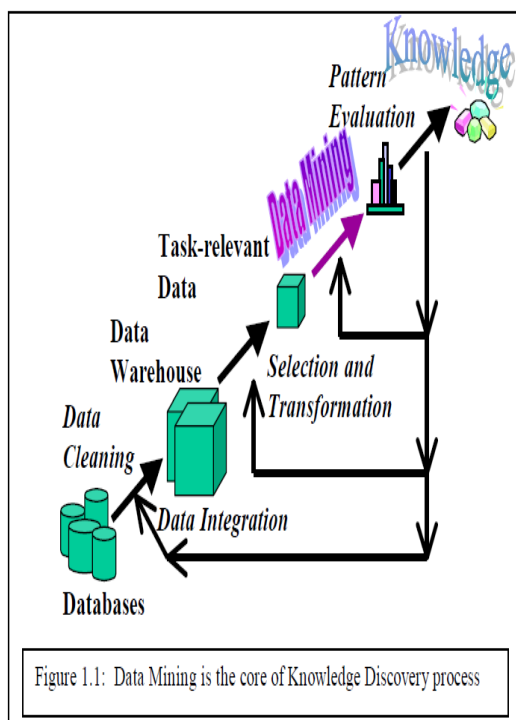 Knowledge
Pattern
Evaluation
Data Mining
Task-relevant
Data
Data
Warehouse
Selection and
Transformation
Data
Cleaning
Data Integration
Databases
Figure 1.1: Data Mining is the core of Knowledge Discovery process